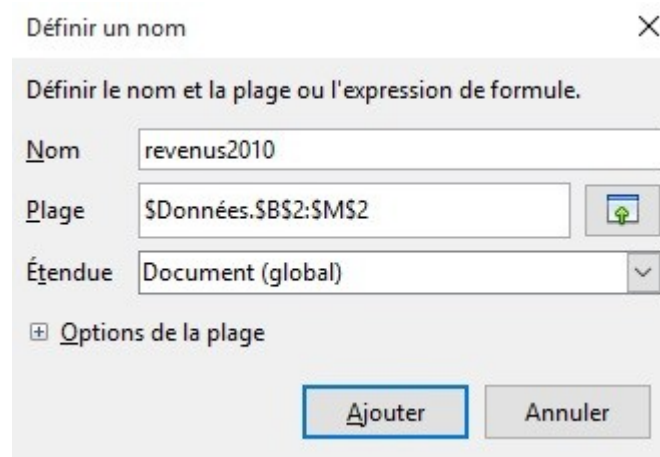 Définir un nom
Définir le nom et la plage ou l'expression de formule.
Nom revenus2010
Plage $Données.$B$2:$M$2
Étendue Document (global)
Options de la plage
Ajouter Annuler